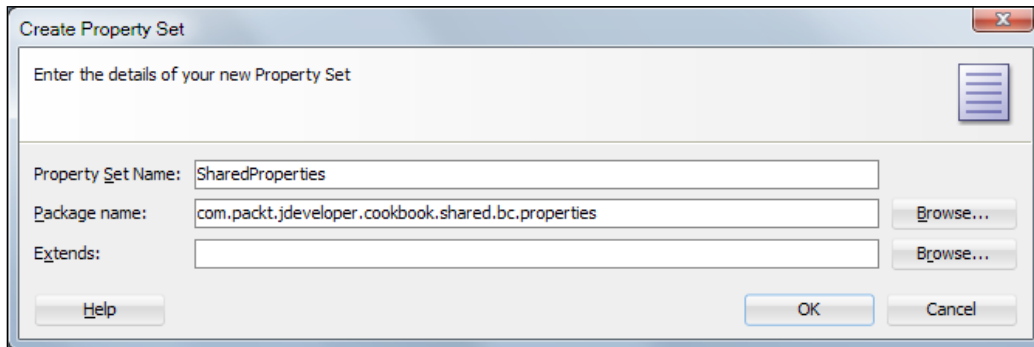 Create Property Set
Enter the details of your new Property Set
Property Set Name: SharedProperties
Package name: com.packt.jdeveloper.cookbook.shared.bc.properties Browse...
Extends: Browse...
Help OK Cancel